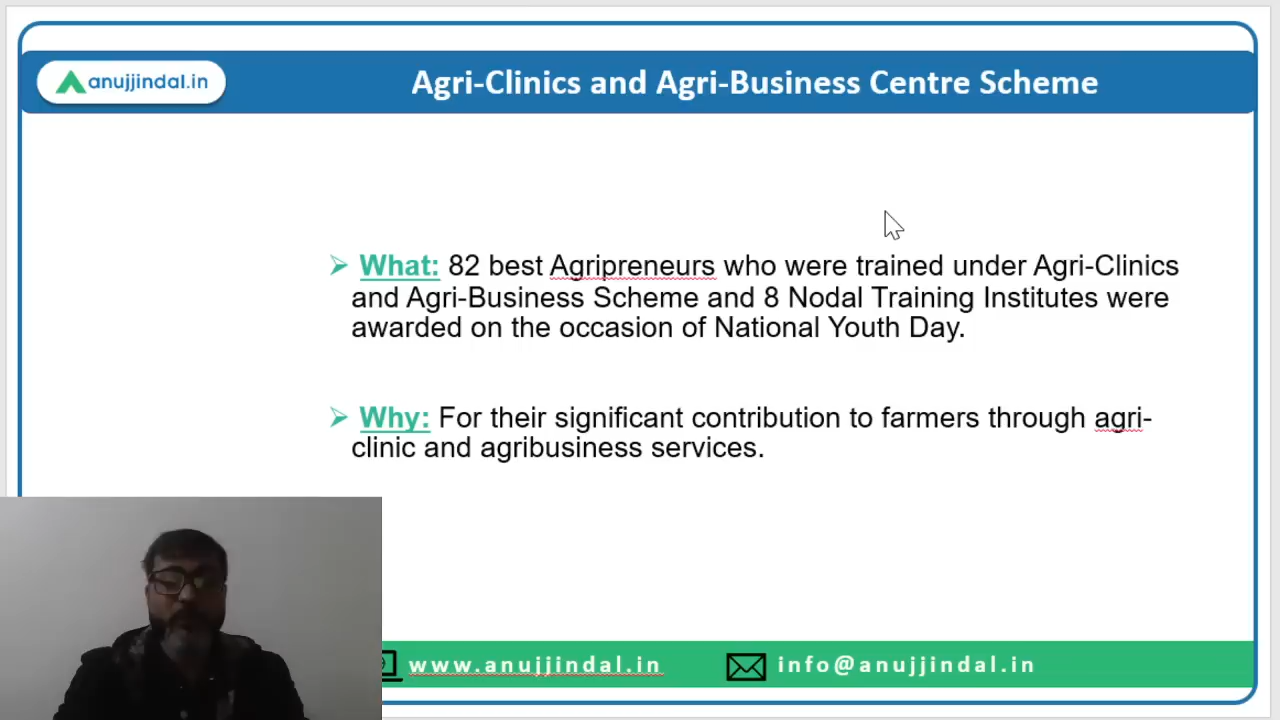 anujjindal.in
Agri-Clinics and Agri-Business Centre Scheme
What: 82 best Agripreneurs who were trained under Agri-Clinics
and Agri-Business Scheme and 8 Nodal Training Institutes were
awarded on the occasion of National Youth Day.
Why: For their significant contribution to farmers through agri-
clinic and agribusiness services.
www.anujjindal.in
info@anujjindal.in